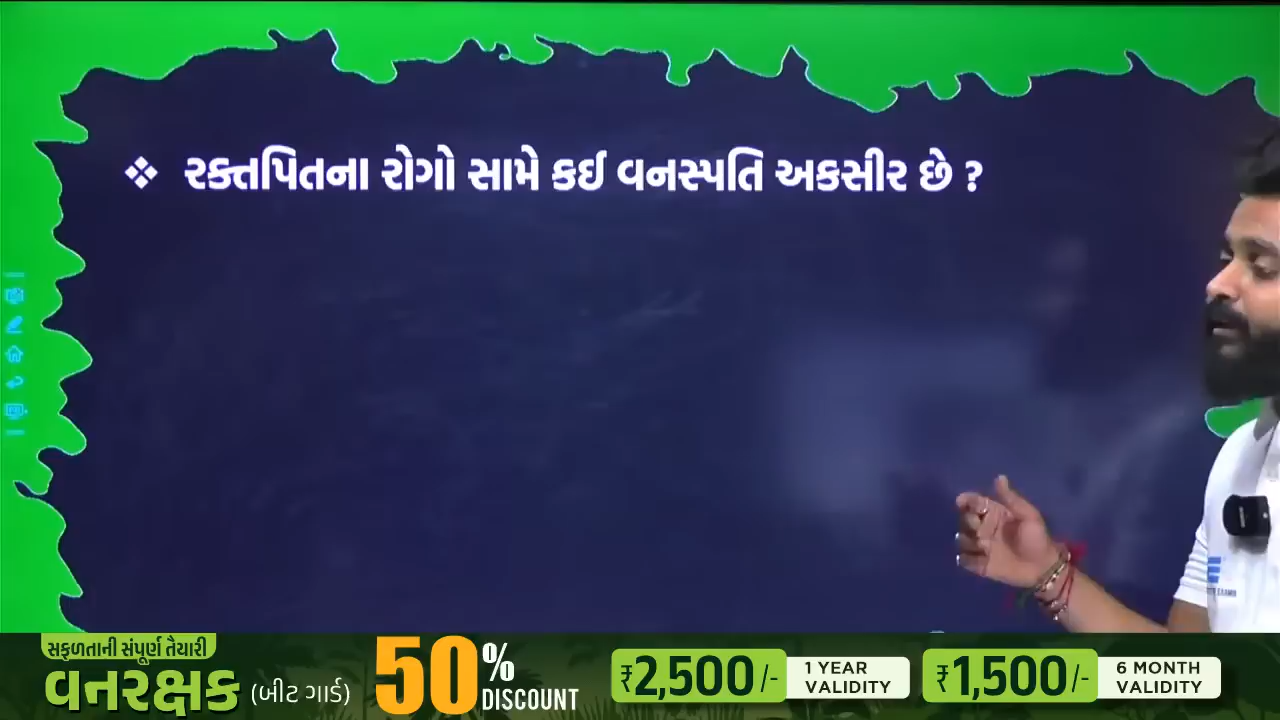 ❖ રક્તપિતના રોગો સામે કઈ વનસ્પતિ અકસીર છે ?
સફળતાની સંપૂર્ણ તૈયારી
વનરક્ષક (બીટ ગાર્ડ)
50% DISCOUNT
₹2,500/- 1 YEAR VALIDITY
₹1,500/- 6 MONTH VALIDITY